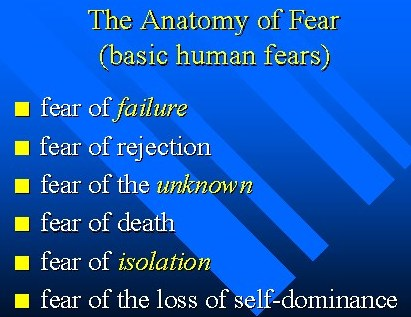 The Anatomy of Fear
(basic human fears)
fear of failure
fear of rejection
fear of the unknown
fear of death
fear of isolation
fear of the loss of self-dominance